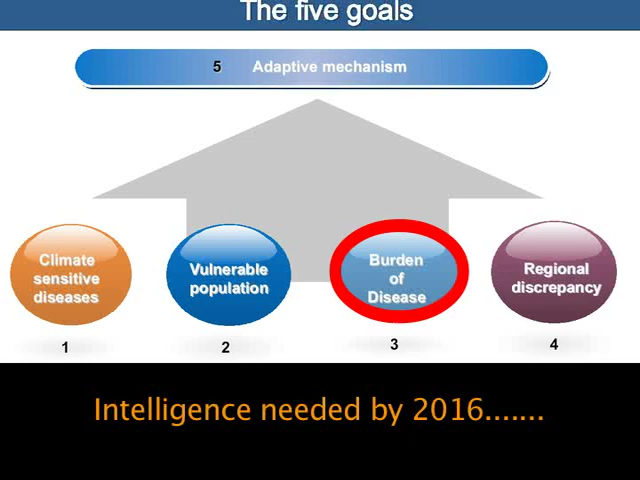 The five goals
5 Adaptive mechanism
Climate
sensitive
diseases
Vulnerable
population
Burden
of
Disease
Regional
discrepancy
1
2
3
4
Intelligence needed by 2016.......